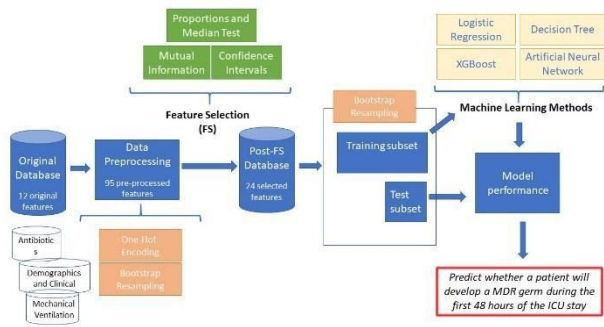 Proportions and
Median Test
Mutual
Information
Confidence
Intervals
Feature Selection
(FS)
Logistic
Regression
Decision Tree
XGBoost
Artificial Neural
Network
Machine Learning Methods
Original
Database
12 original
features
Data
Preprocessing
95 pre-processed
features
Post-FS
Database
24 selected
features
Bootstrap
Resampling
Training subset
Test
subset
Model
performance
Antibiotic
s
Demographics
and Clinical
Mechanical
Ventilation
One Hot
Encoding
Bootstrap
Resampling
Predict whether a patient will
develop a MDR germ during the
first 48 hours of the ICU stay